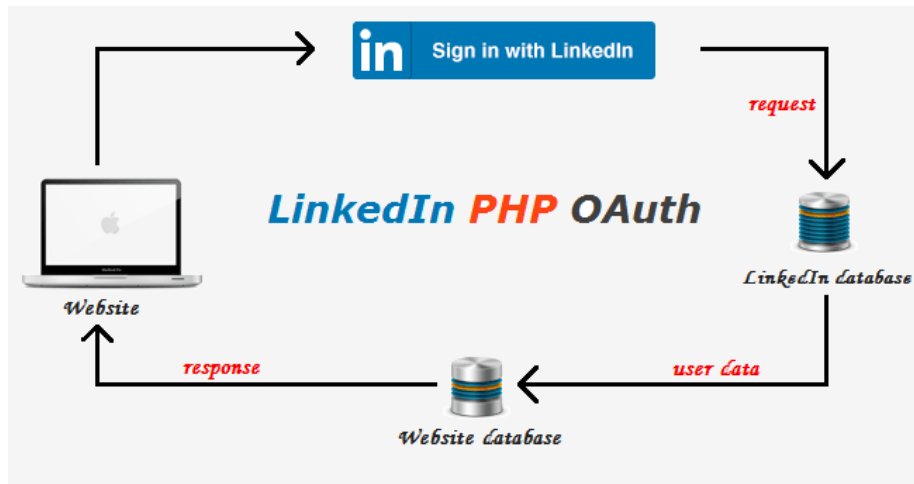 in Sign in with LinkedIn
request
LinkedIn PHP OAuth
LinkedIn database
Website
response
user data
Website database